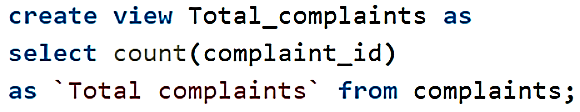 create view Total_complaints as
select count(complaint_id)
as `Total complaints` from complaints;